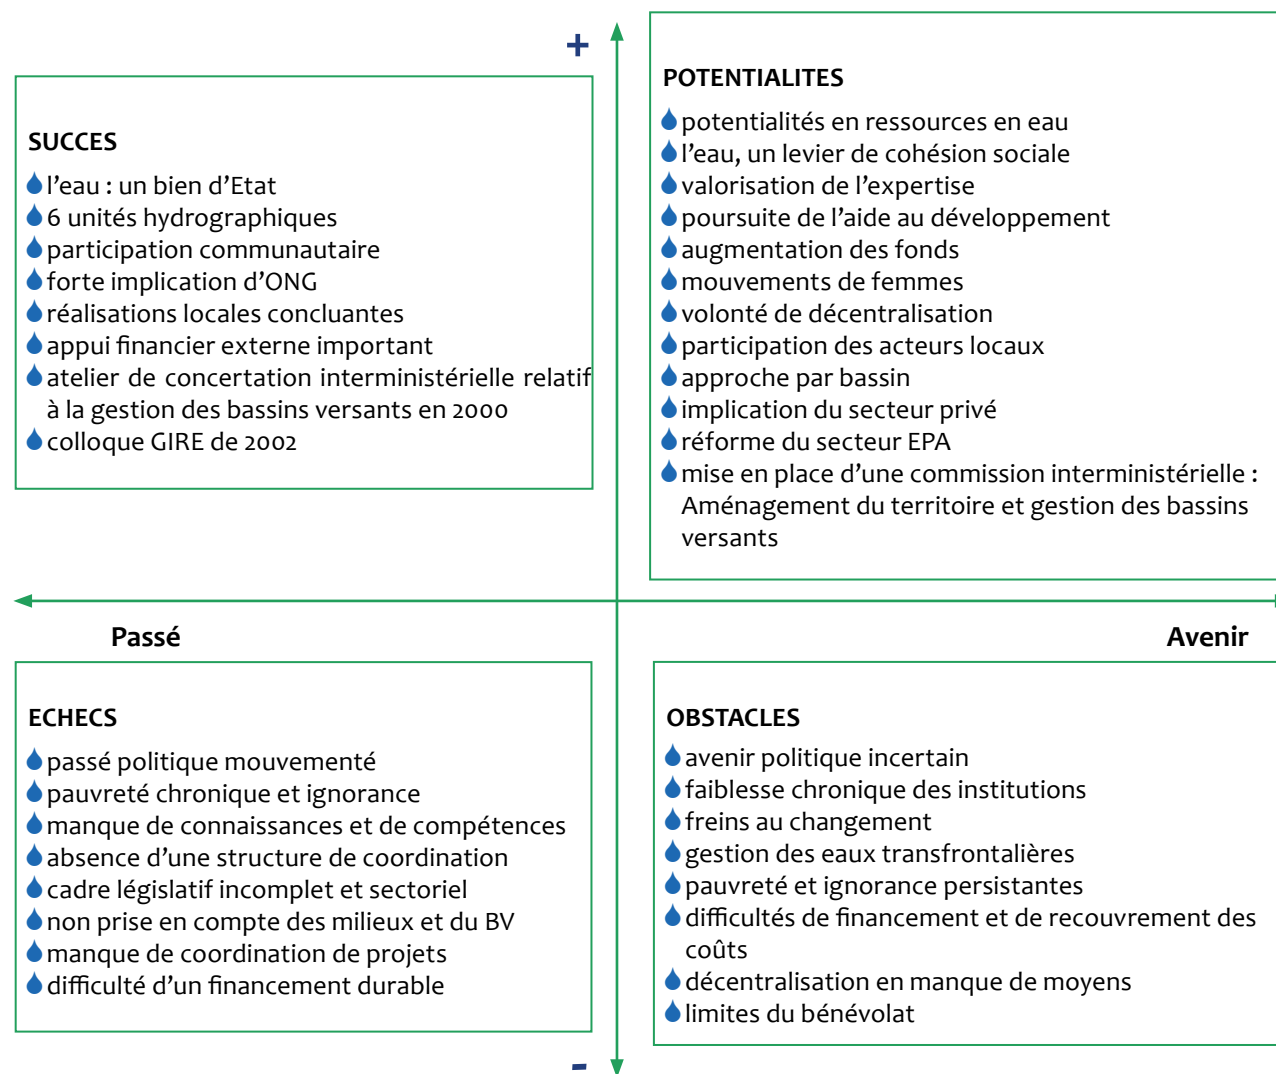 +
SUCCES
l’eau : un bien d’Etat
6 unités hydrographiques
participation communautaire
forte implication d’ONG
réalisations locales concluantes
appui financier externe important
atelier de concertation interministérielle relatif
à la gestion des bassins versants en 2000
colloque GIRE de 2002
POTENTIALITES
potentialités en ressources en eau
l’eau, un levier de cohésion sociale
valorisation de l’expertise
poursuite de l’aide au développement
augmentation des fonds
mouvements de femmes
volonté de décentralisation
participation des acteurs locaux
approche par bassin
implication du secteur privé
réforme du secteur EPA
mise en place d’une commission interministérielle :
Aménagement du territoire et gestion des bassins
versants
Passé
Avenir
ECHECS
passé politique mouvementé
pauvreté chronique et ignorance
manque de connaissances et de compétences
absence d’une structure de coordination
cadre législatif incomplet et sectoriel
non prise en compte des milieux et du BV
manque de coordination de projets
difficulté d’un financement durable
OBSTACLES
avenir politique incertain
faiblesse chronique des institutions
freins au changement
gestion des eaux transfrontalières
pauvreté et ignorance persistantes
difficultés de financement et de recouvrement des
coûts
décentralisation en manque de moyens
limites du bénévolat
-